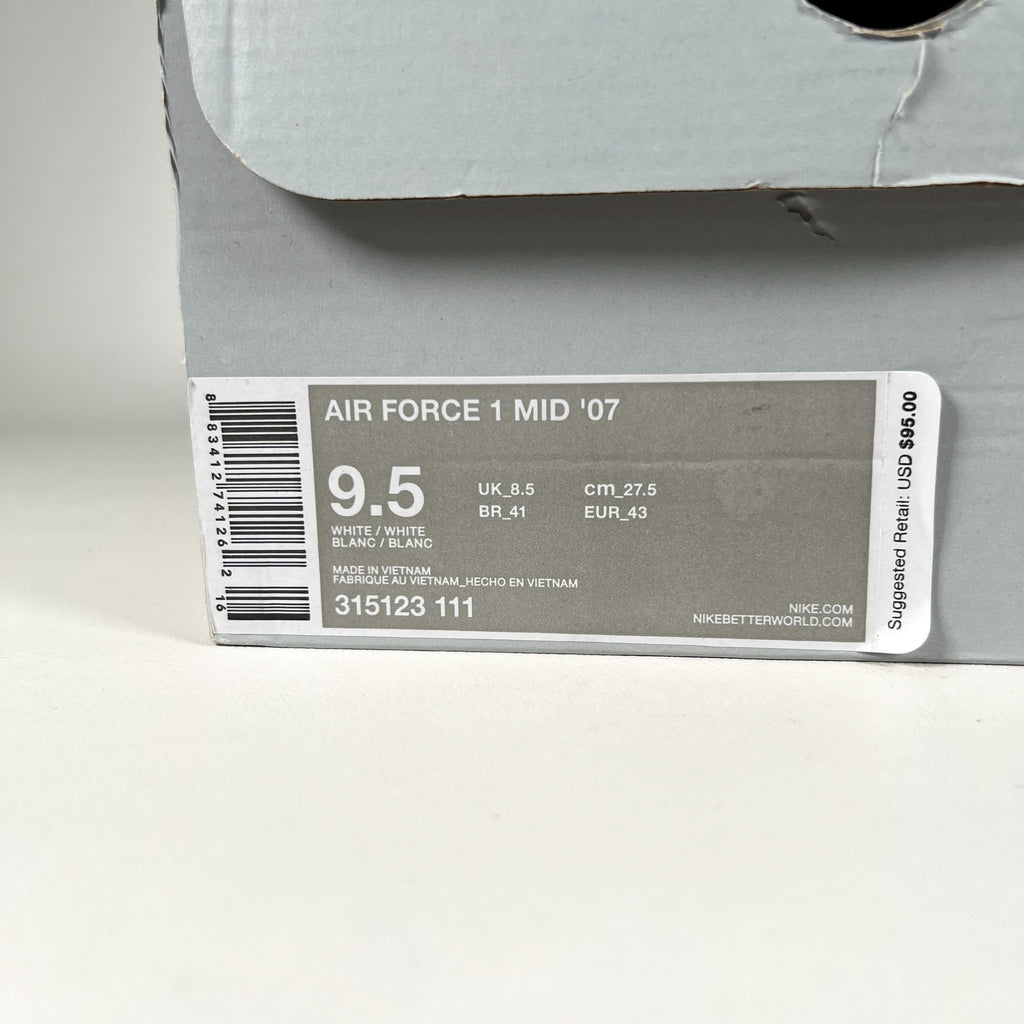 AIR FORCE 1 MID '07
9.5
UK_8.5 cm_27.5
BR_41 EUR_43
WHITE / WHITE
BLANC / BLANC
MADE IN VIETNAM
FABRIQUE AU VIETNAM_HECHO EN VIETNAM
315123 111
NIKE.COM
NIKEBETTERWORLD.COM
8 83412 74126 2 16
Suggested Retail: USD $95.00